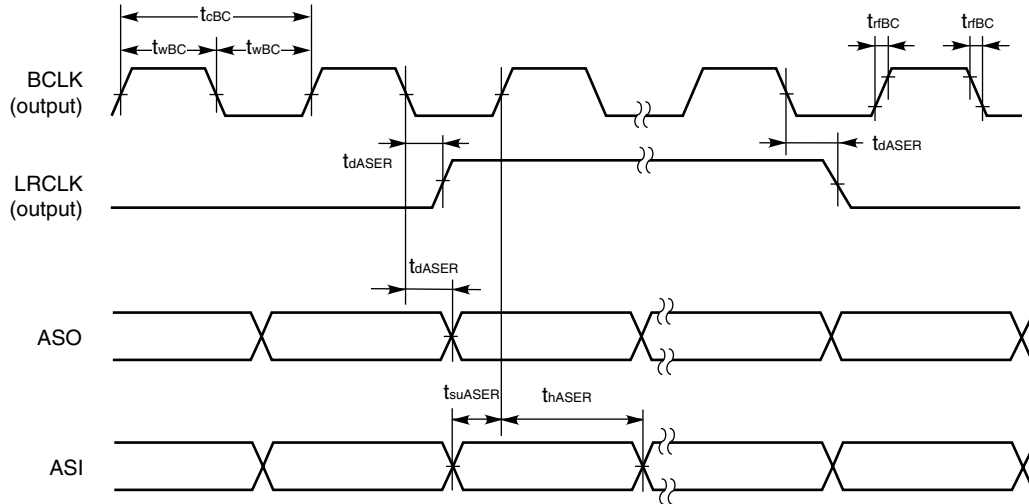 tcBC
twBC twBC
trfBC trfBC
BCLK
(output)
tdASER tdASER
LRCLK
(output)
tdASER
ASO
tsuASER thASER
ASI